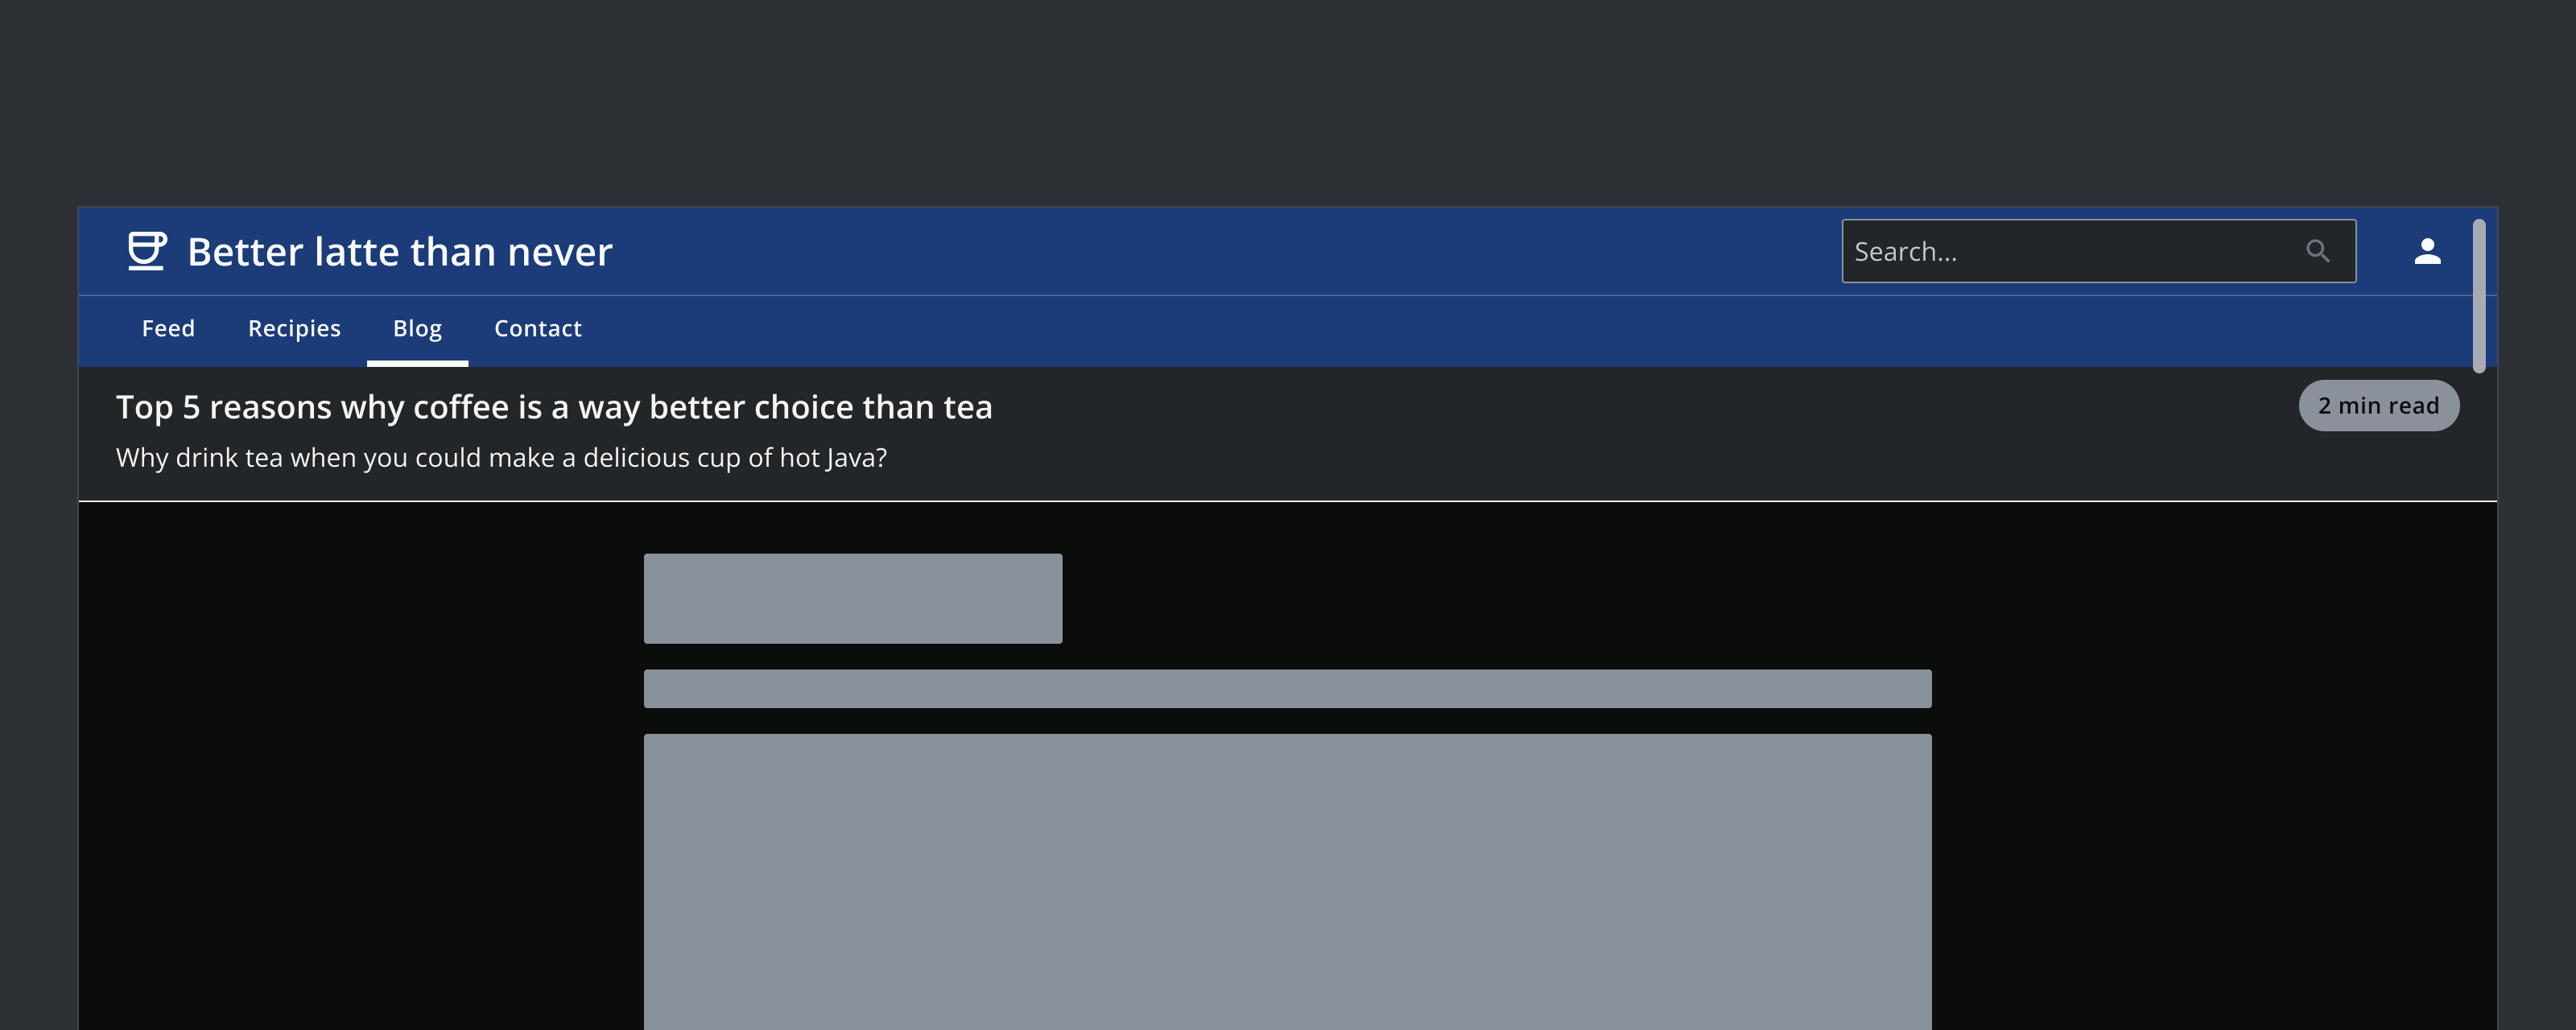 Better latte than never
Search...
Feed Recipies Blog Contact
Top 5 reasons why coffee is a way better choice than tea
2 min read
Why drink tea when you could make a delicious cup of hot Java?